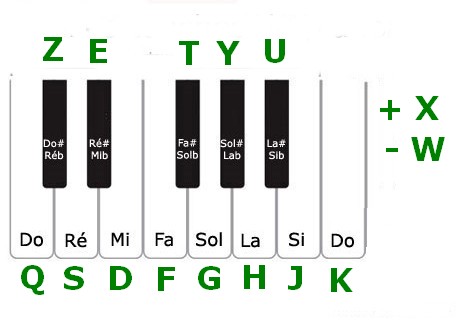 Z E T Y U
+ X
- W
Do# Ré# Fa# Sol# La#
Réb Mib Solb Lab Sib
Do Ré Mi Fa Sol La Si Do
Q S D F G H J K